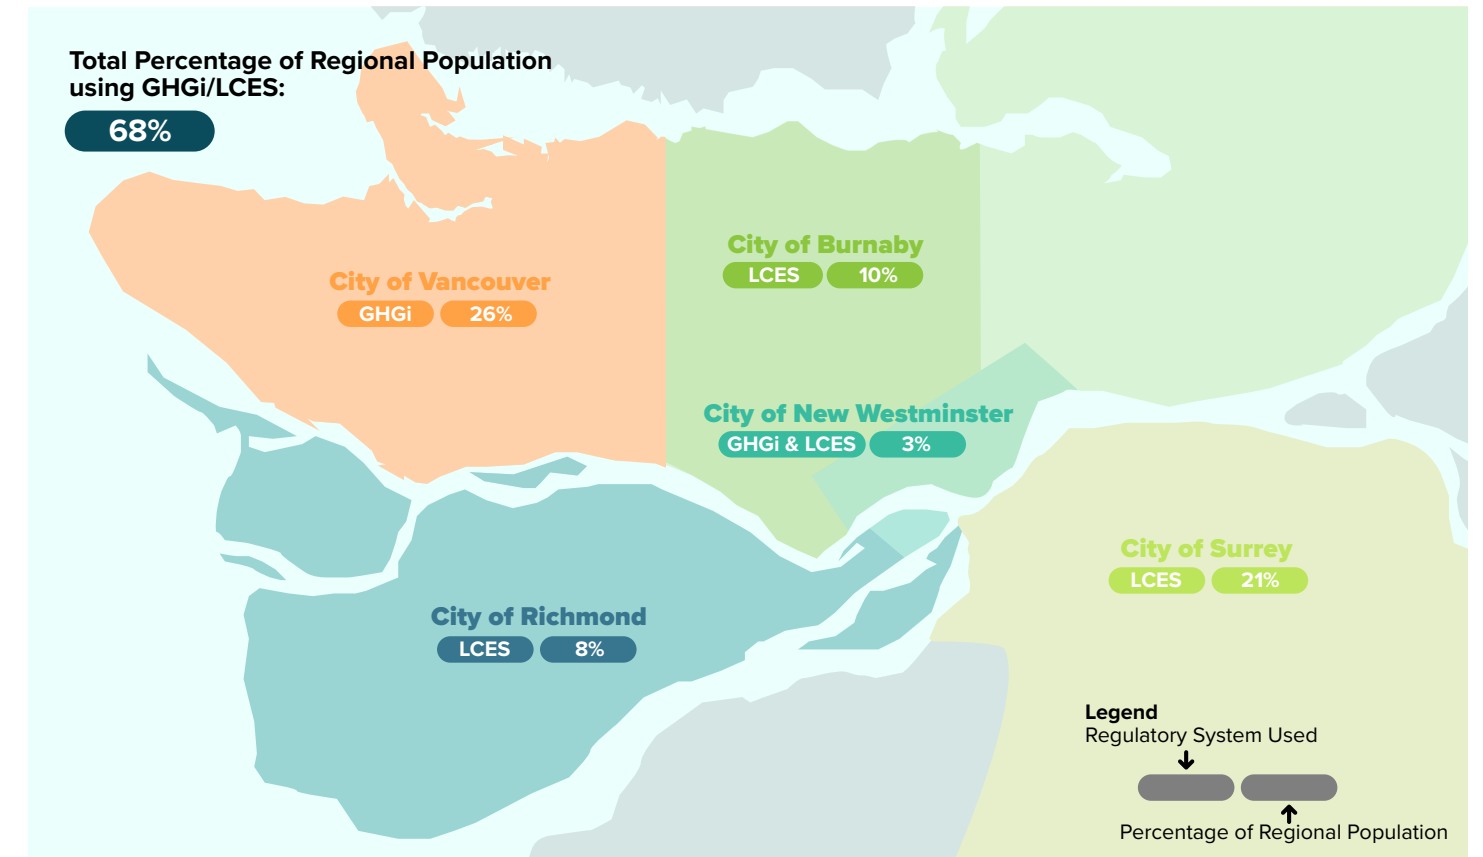 Total Percentage of Regional Population
using GHGi/LCES:
68%
City of Vancouver
GHGi 26%
City of Burnaby
LCES 10%
City of New Westminster
GHGi & LCES 3%
City of Surrey
LCES 21%
City of Richmond
LCES 8%
Legend
Regulatory System Used
Percentage of Regional Population